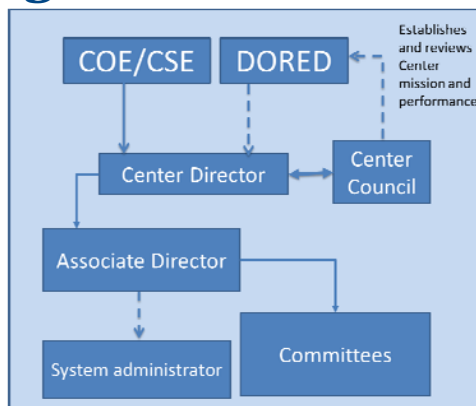 COE/CSE
DORED
Establishes
and reviews
Center
mission and
performance
Center Director
Center
Council
Associate Director
System administrator
Committees